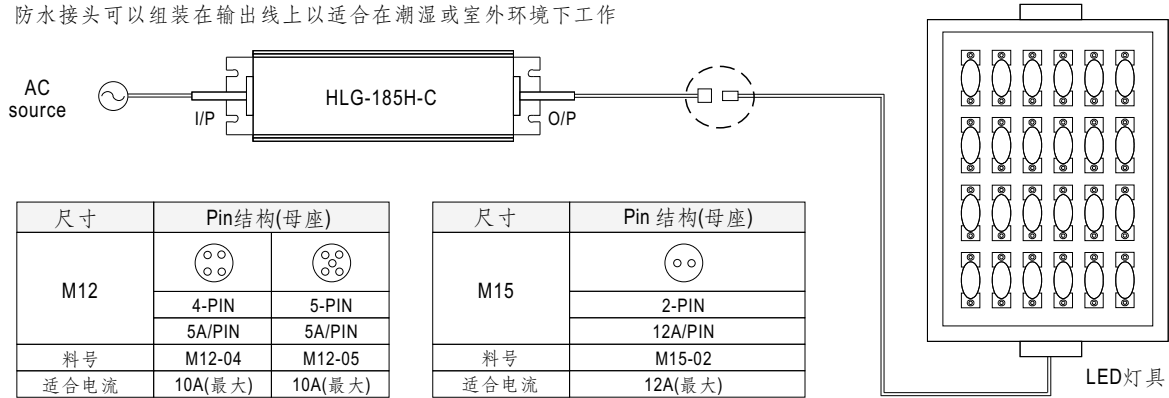 防水接头可以组装在输出线上以适合在潮湿或室外环境下工作
AC
source
I/P
HLG-185H-C
O/P
尺寸 Pin结构(母座)
M12
4-PIN 5-PIN
5A/PIN 5A/PIN
料号 M12-04 M12-05
适合电流 10A(最大) 10A(最大)
尺寸 Pin 结构(母座)
M15
2-PIN
12A/PIN
料号 M15-02
适合电流 12A(最大)
LED灯具